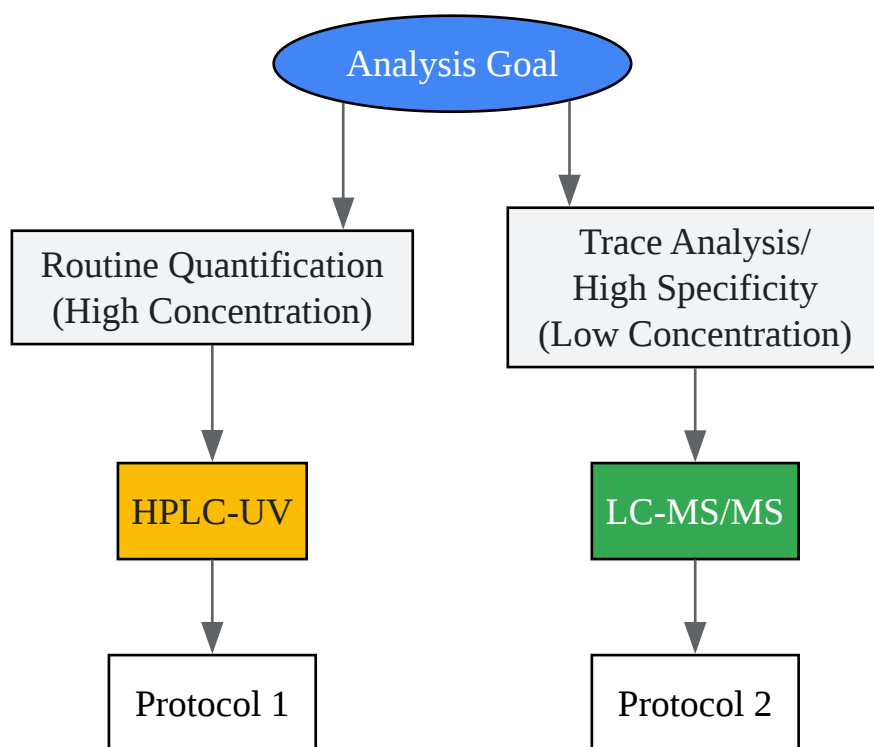 Analysis Goal
Routine Quantification
(High Concentration)
Trace Analysis/
High Specificity
(Low Concentration)
HPLC-UV
LC-MS/MS
Protocol 1
Protocol 2